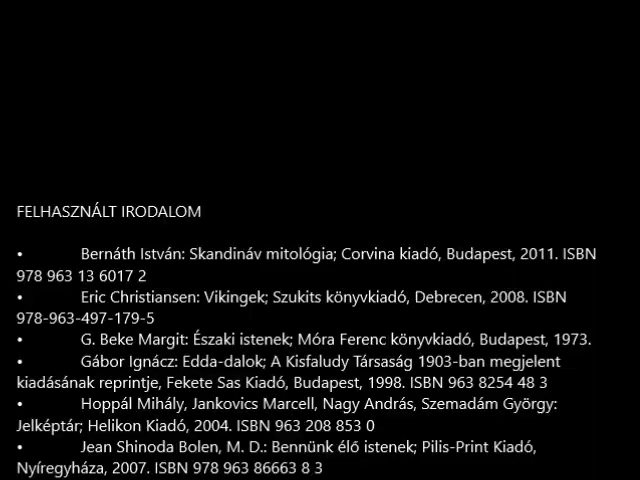 FELHASZNÁLT IRODALOM
• Bernáth István: Skandináv mitológia; Corvina kiadó, Budapest, 2011. ISBN
978 963 13 6017 2
• Eric Christiansen: Vikingek; Szukits könyvkiadó, Debrecen, 2008. ISBN
978-963-497-179-5
• G. Beke Margit: Északi istenek; Móra Ferenc könyvkiadó, Budapest, 1973.
• Gábor Ignácz: Edda-dalok; A Kisfaludy Társaság 1903-ban megjelent
kiadásának reprintje, Fekete Sas Kiadó, Budapest, 1998. ISBN 963 8254 48 3
• Hoppál Mihály, Jankovics Marcell, Nagy András, Szemadám György:
Jelképtár; Helikon Kiadó, 2004. ISBN 963 208 853 0
• Jean Shinoda Bolen, M. D.: Bennünk élő istenek; Pilis-Print Kiadó,
Nyíregyháza, 2007. ISBN 978 963 86663 8 3